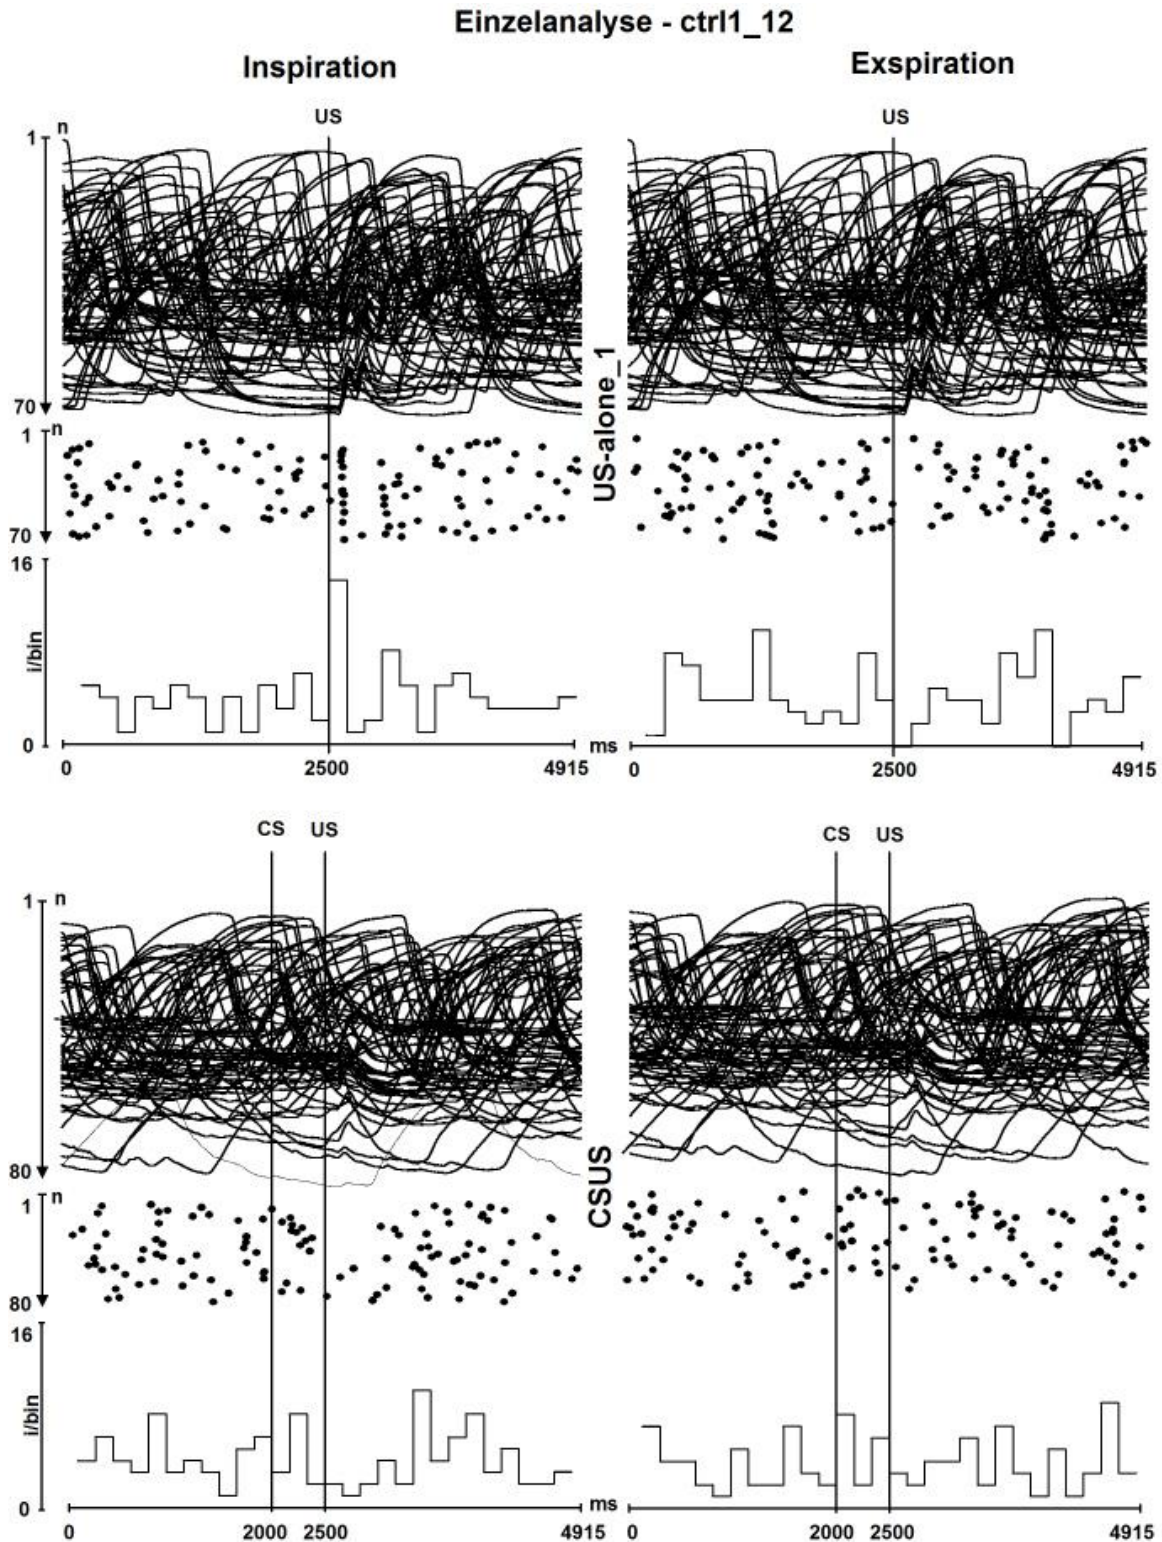 Einzelanalyse - ctrl1_12
Inspiration
Exspiration
US
US
1
n
70
1
n
70
US-alone_1
16
i/bin
0
ms
0
2500
4915
0
2500
4915
CS
US
CS
US
1
n
80
1
n
80
CSUS
16
i/bin
0
ms
0
2000
2500
4915
0
2000
2500
4915